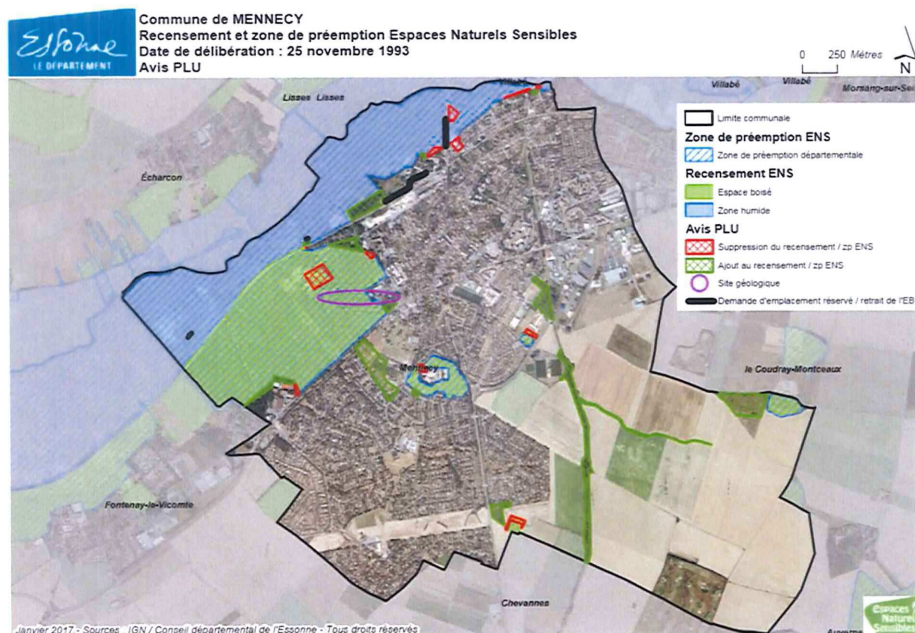 Commune de MENNECY
Recensement et zone de préemption Espaces Naturels Sensibles
Date de délibération : 25 novembre 1993
Avis PLU
Essonne
LE DÉPARTEMENT
0 250 Mètres
N
Lisses Lisses
Villabé
Villabé
Villabé
Morsang-sur-Sei
Écharcon
Limite communale
Zone de préemption ENS
Zone de préemption départementale
Recensement ENS
Espace boisé
Zone humide
Avis PLU
Suppression du recensement / zp ENS
Ajout au recensement / zp ENS
Site géologique
Demande d'emplacement réservé / retrait de l'EB
Mennecy
le Coudray-Montceaux
Fontenay-le-Vicomte
Chevannes
Espaces
Naturels
Sensibles
Janvier 2017 - Sources : IGN / Conseil départemental de l'Essonne - Tous droits réservés